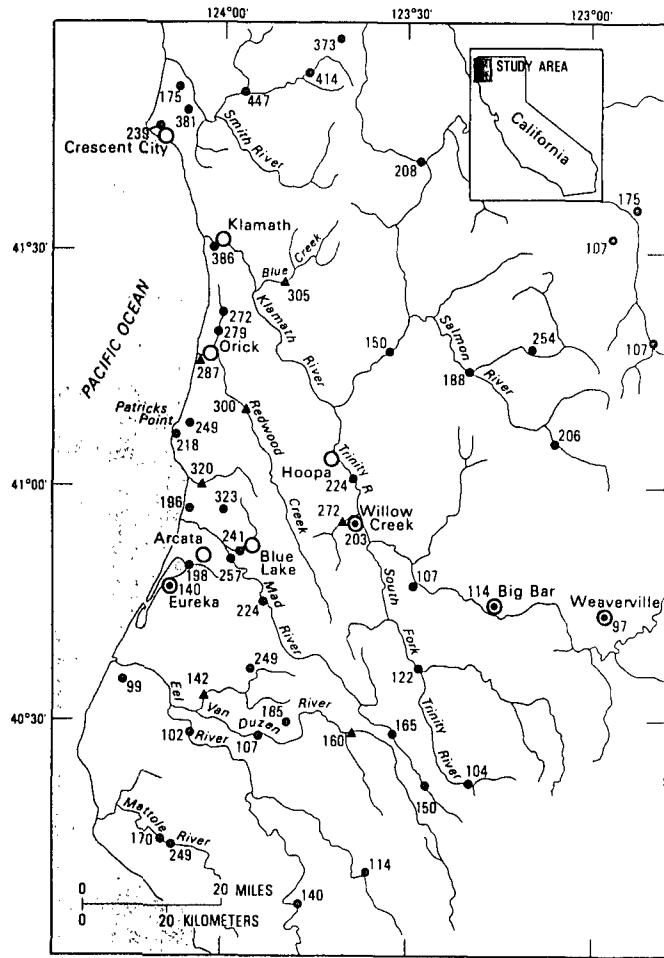 124°00'
123°30'
123°00'
373
414
STUDY AREA
175
447
381
239
Crescent City
Smith River
California
208
175
Klamath
107
41°30'
386
Blue Creek
305
PACIFIC OCEAN
272
279
Orick
Klamath River
150
Salmon River
254
107
287
188
300
Patricks Point
249
218
Redwood Creek
206
Hoopa
Trinity R
224
41°00'
320
196
323
272
Willow Creek
203
Arcata
241
Blue Lake
198
257
140
Eureka
107
114
Big Bar
Weaverville
97
224
Mad River
South Fork Trinity River
249
122
99
142
Eel River
Van Duzen River
185
40°30'
102
107
160
165
104
150
Mattole River
170
249
114
140
0 20 MILES
0 20 KILOMETERS